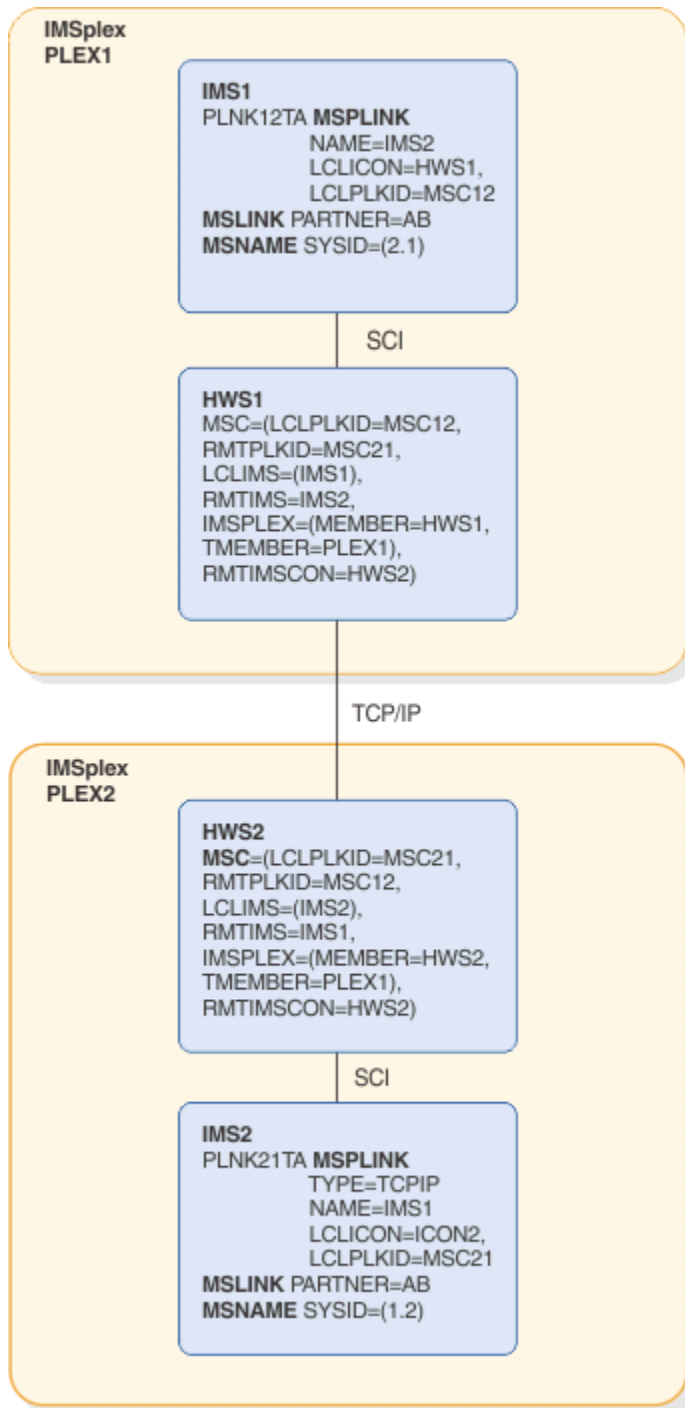 IMSplex
PLEX1
IMS1
PLNK12TA MSPLINK
NAME=IMS2
LCLICON=HWS1,
LCLPLKID=MSC12
MSLINK PARTNER=AB
MSNAME SYSID=(2.1)
SCI
HWS1
MSC=(LCLPLKID=MSC12,
RMTPLKID=MSC21,
LCLIMS=(IMS1),
RMTIMS=IMS2,
IMSPLEX=(MEMBER=HWS1,
TMEMBER=PLEX1),
RMTIMSCON=HWS2)
TCP/IP
IMSplex
PLEX2
HWS2
MSC=(LCLPLKID=MSC21,
RMTPLKID=MSC12,
LCLIMS=(IMS2),
RMTIMS=IMS1,
IMSPLEX=(MEMBER=HWS2,
TMEMBER=PLEX1),
RMTIMSCON=HWS2)
SCI
IMS2
PLNK21TA MSPLINK
TYPE=TCPIP
NAME=IMS1
LCLICON=ICON2,
LCLPLKID=MSC21
MSLINK PARTNER=AB
MSNAME SYSID=(1.2)